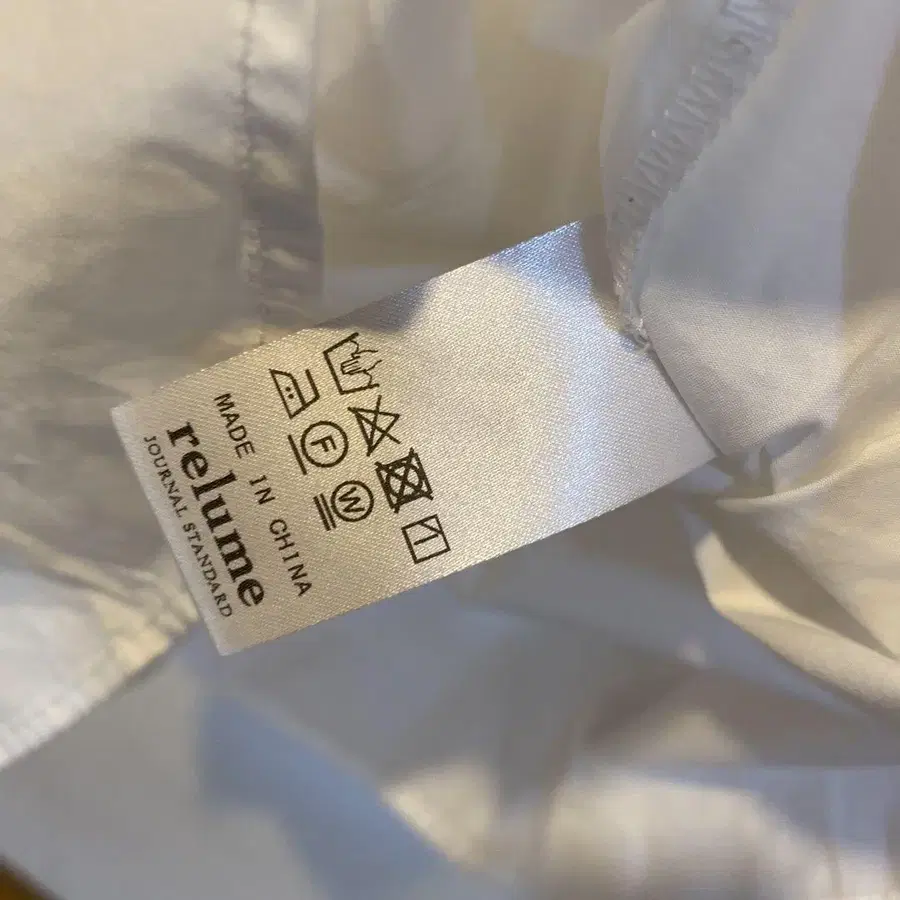 F
W
MADE IN CHINA
relume
JOURNAL STANDARD